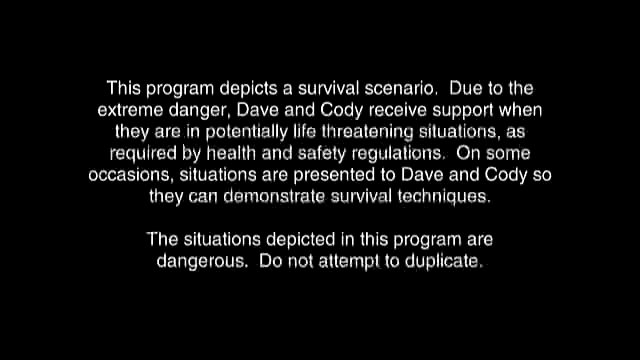 This program depicts a survival scenario.  Due to the
extreme danger, Dave and Cody receive support when
they are in potentially life threatening situations, as
required by health and safety regulations.  On some
occasions, situations are presented to Dave and Cody so
they can demonstrate survival techniques.
The situations depicted in this program are
dangerous.  Do not attempt to duplicate.